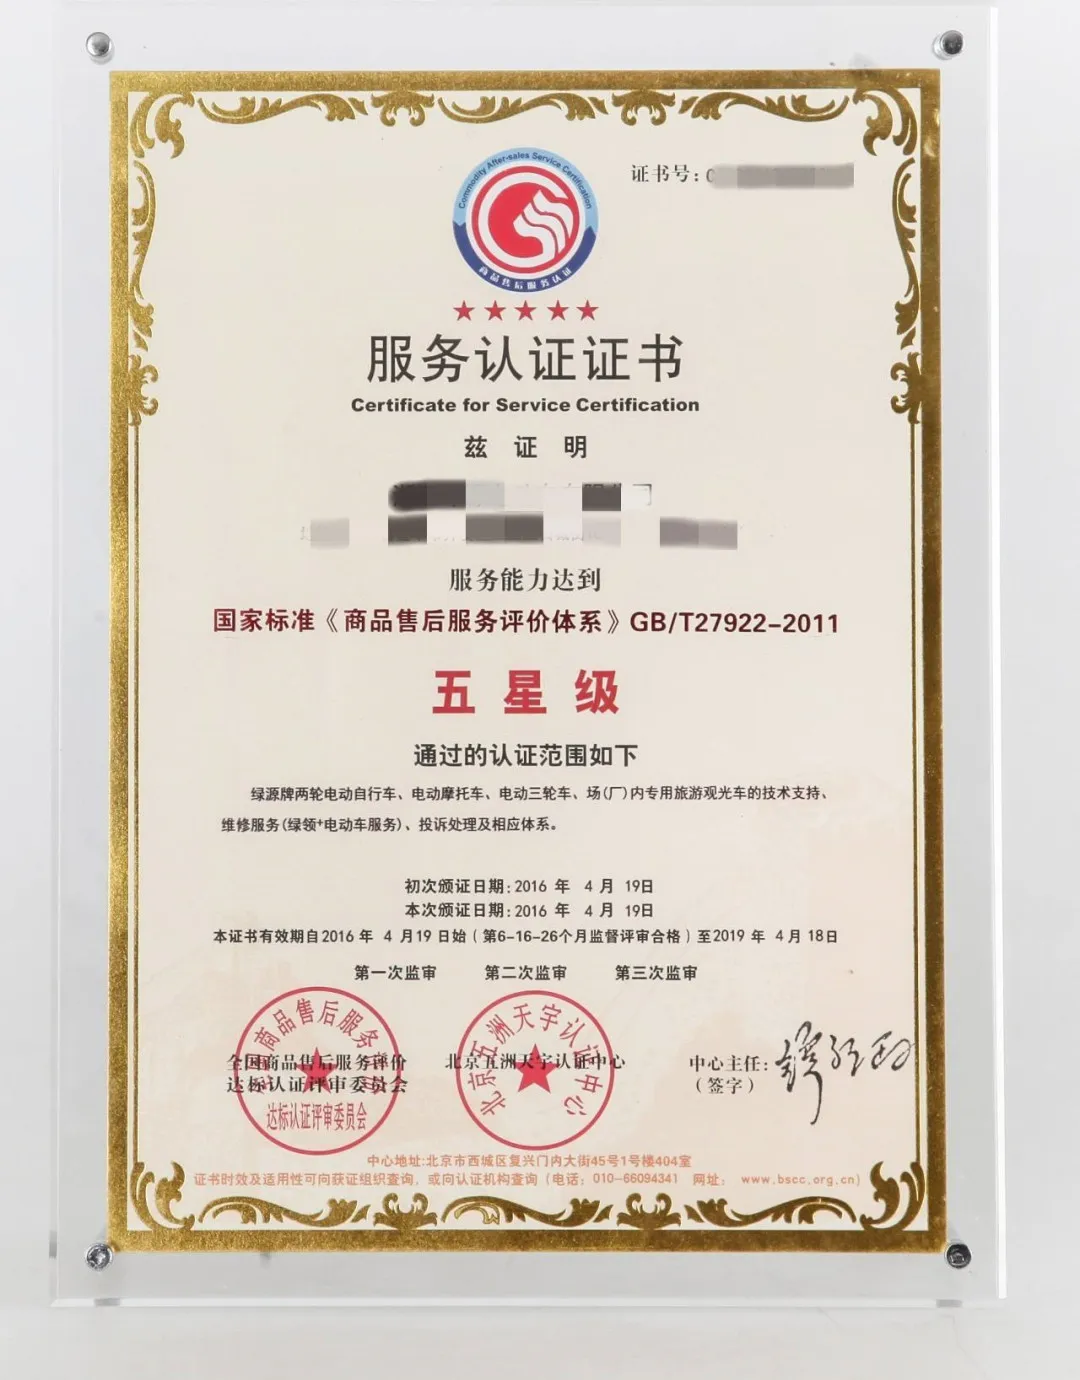 Commodity After-sales Service Certification
商品售后服务认证
证书号:
服务认证证书
Certificate for Service Certification
兹 证 明
服务能力达到
国家标准《商品售后服务评价体系》GB/T27922-2011
五 星 级
通过的认证范围如下
绿源牌两轮电动自行车、电动摩托车、电动三轮车、场(厂)内专用旅游观光车的技术支持、
维修服务(绿领+电动车服务)、投诉处理及相应体系。
初次颁证日期:2016 年 4 月 19日
本次颁证日期:2016 年 4 月 19日
本证书有效期自2016 年 4 月19 日始(第6-16-26个月监督评审合格)至2019 年 4 月 18日
第一次监审 第二次监审 第三次监审
全国商品售后服务评价
达标认证评审委员会
达标认证评审委员会
北京五洲天宇认证中心
北京五洲天宇认证中心
中心主任:
(签字)
中心地址:北京市西城区复兴门内大街45号1号楼404室
证书时效及适用性可向获证组织查询,或向认证机构查询(电话:010-66094341 网址: www.bscc.org.cn)